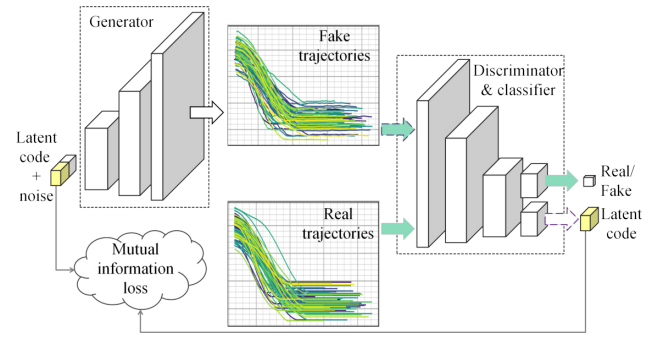 Generator
Fake
trajectories
Discriminator
& classifier
Latent
code
+
noise
Real/
Fake
Real
trajectories
Latent
code
Mutual
information
loss